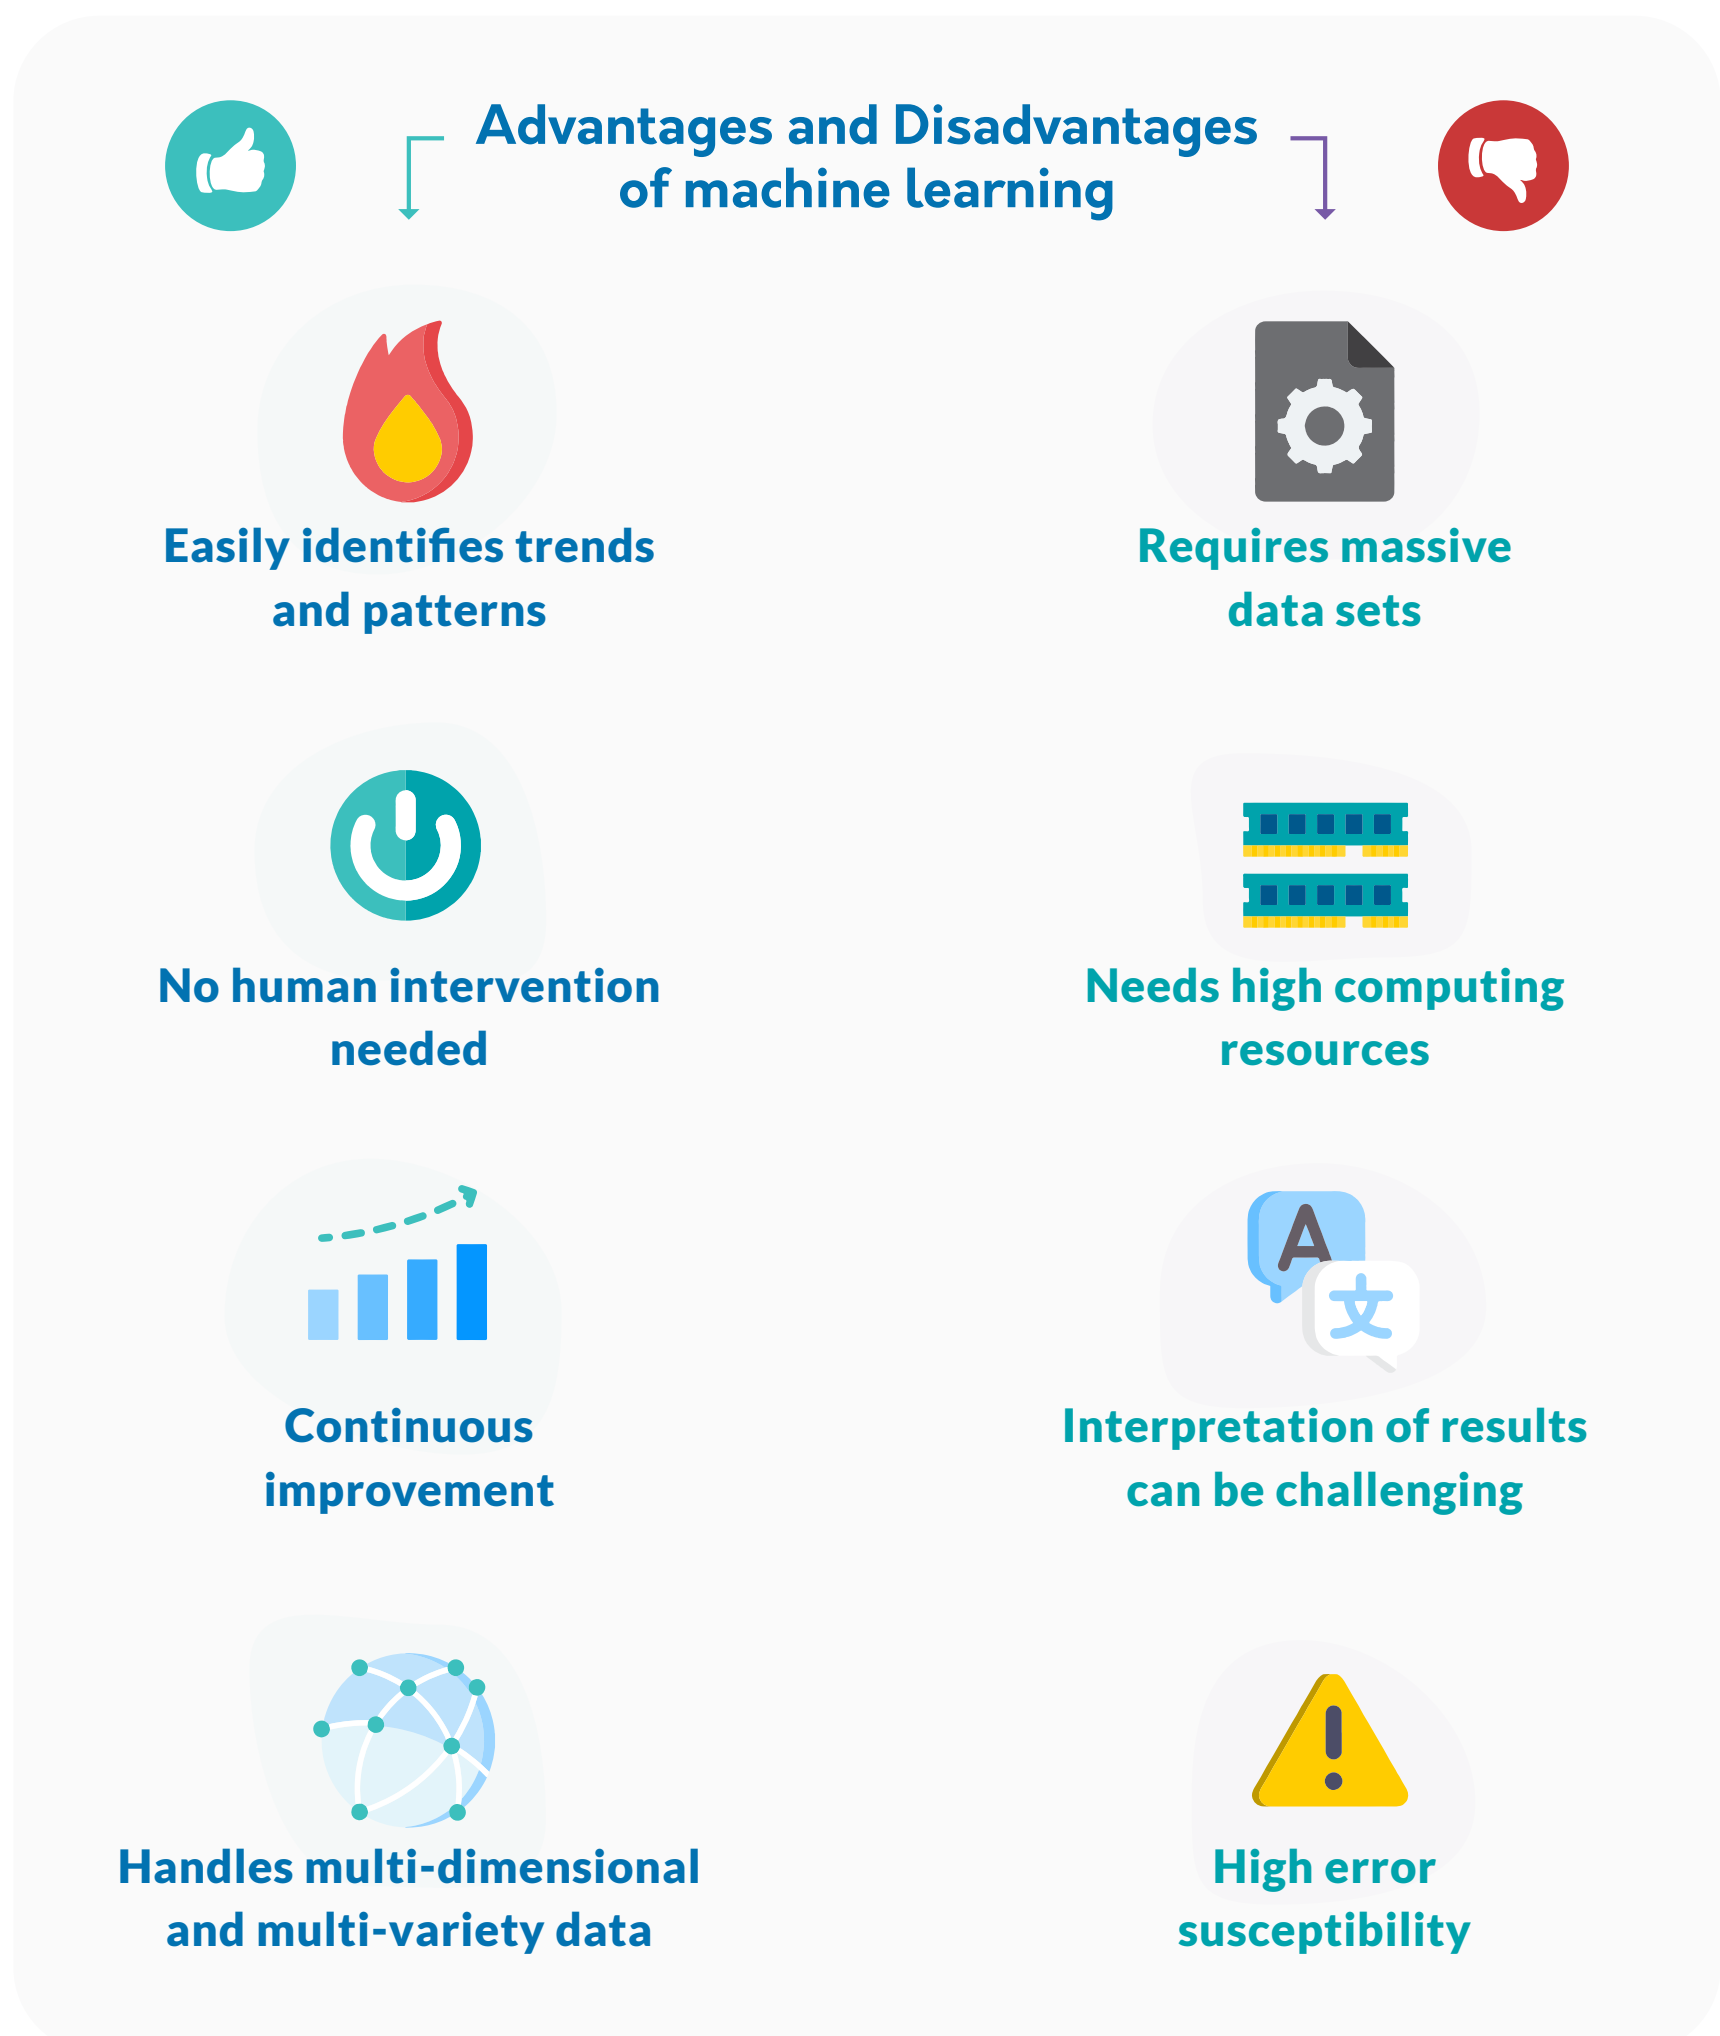 Advantages and Disadvantages
of machine learning
Easily identifies trends
and patterns
Requires massive
data sets
No human intervention
needed
Needs high computing
resources
Continuous
improvement
A
文
Interpretation of results
can be challenging
Handles multi-dimensional
and multi-variety data
High error
susceptibility